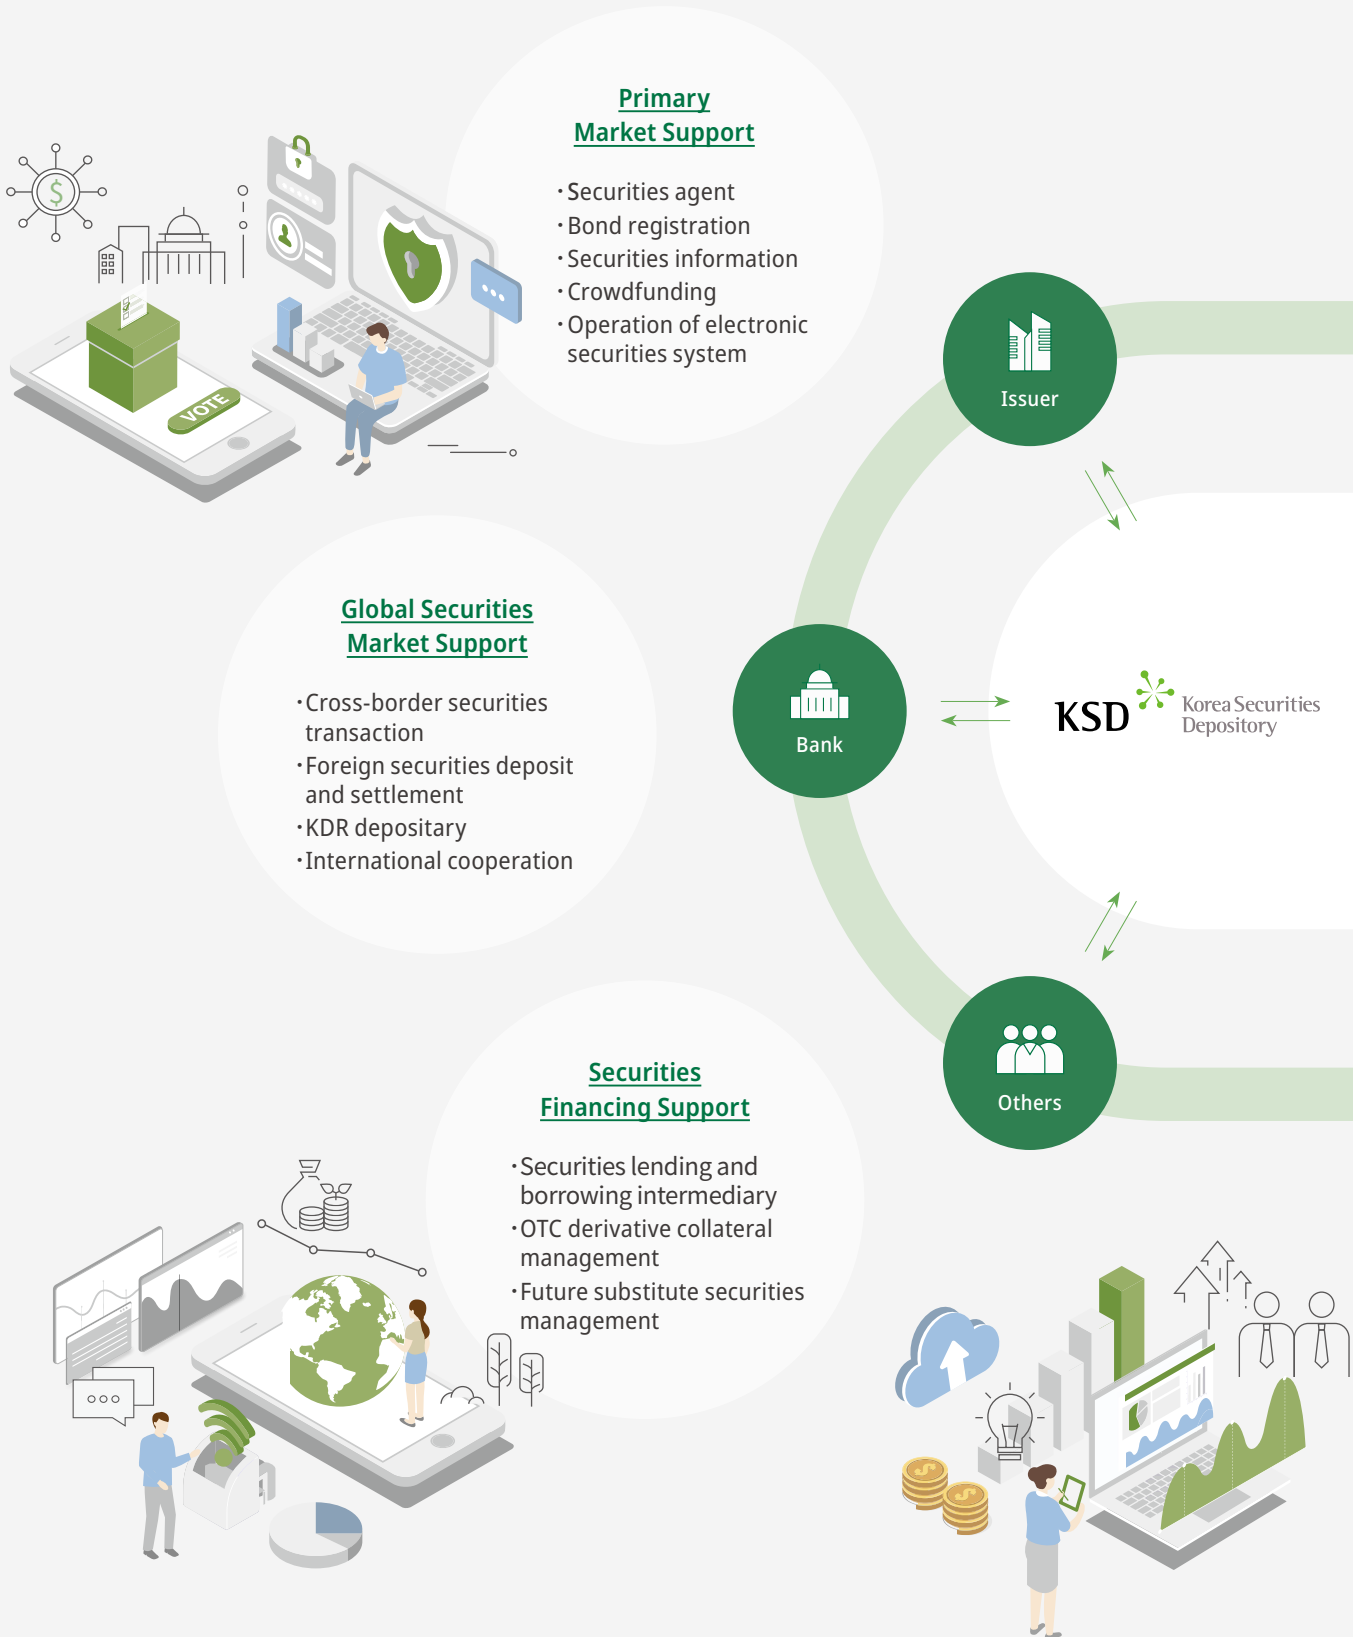 Primary
Market Support
· Securities agent
· Bond registration
· Securities information
· Crowdfunding
· Operation of electronic
securities system
VOTE
Issuer
Global Securities
Market Support
· Cross-border securities
transaction
· Foreign securities deposit
and settlement
· KDR depositary
· International cooperation
Bank
KSD Korea Securities
Depository
Securities
Financing Support
· Securities lending and
borrowing intermediary
· OTC derivative collateral
management
· Future substitute securities
management
Others